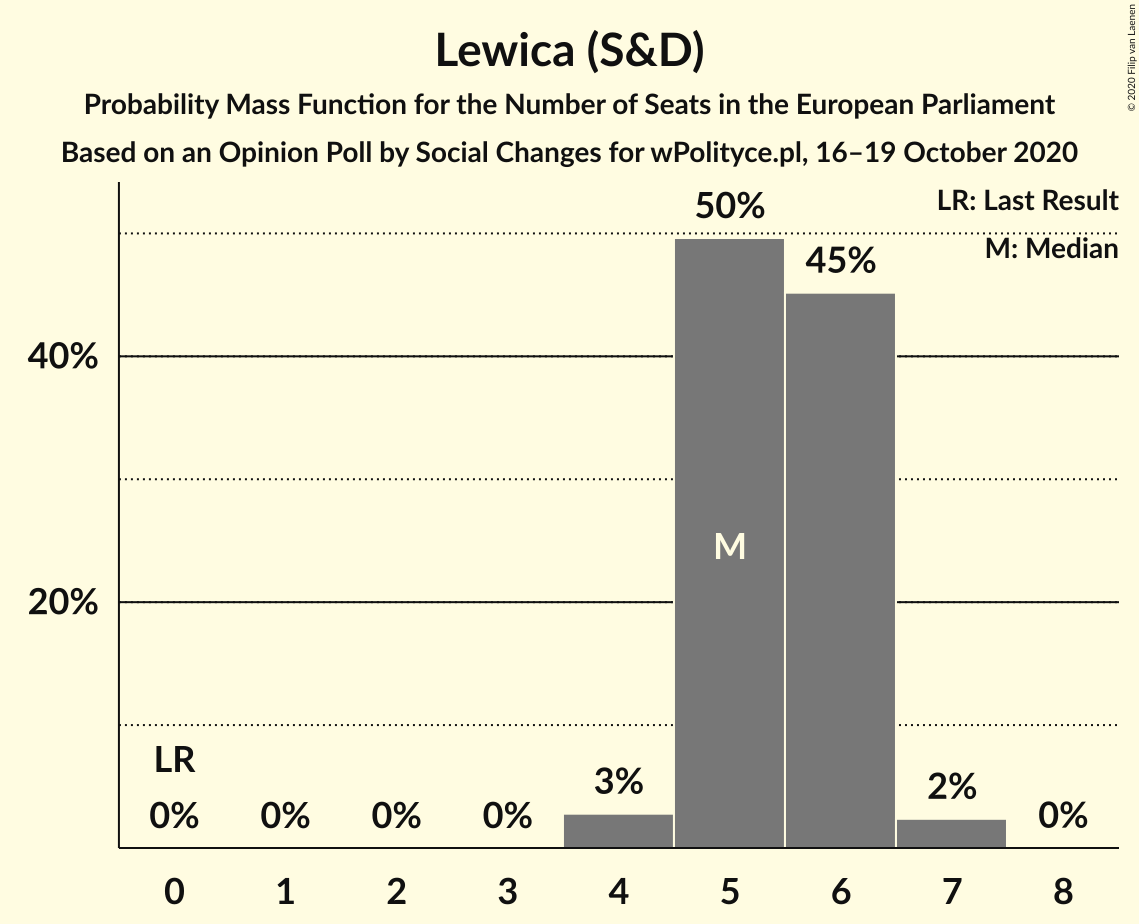 Lewica (S&D)
Probability Mass Function for the Number of Seats in the European Parliament
Based on an Opinion Poll by Social Changes for wPolityce.pl, 16–19 October 2020
© 2020 Filip van Laenen
LR: Last Result
M: Median
50%
45%
40%
M
20%
LR
0% 0% 0% 0% 3% 2% 0%
0 1 2 3 4 5 6 7 8